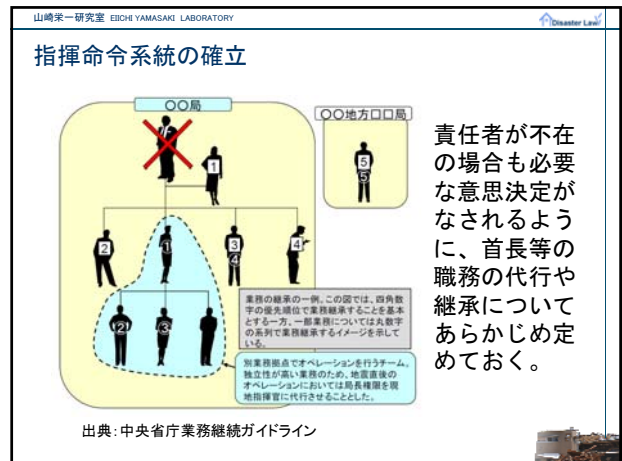 山崎栄一研究室 EIICHI YAMASAKI LABORATORY
Disaster Law
指揮命令系統の確立
○○局
○○地方□□局
1
5
⑤
2
①
3
④
4
②
③
責任者が不在
の場合も必要
な意思決定が
なされるよう
に、首長等の
職務の代行や
継承について
あらかじめ定
めておく。
業務の継承の一例。この図では、四角数
字の優先順位で業務継承することを基本
とする一方、一部業務については丸数字
の系列で業務継承するイメージを示して
いる。
別業務拠点でオペレーションを行うチーム。
独立性が高い業務のため、地震直後の
オペレーションにおいては局長権限を現
地指揮官に代行させることとした。
出典：中央省庁業務継続ガイドライン